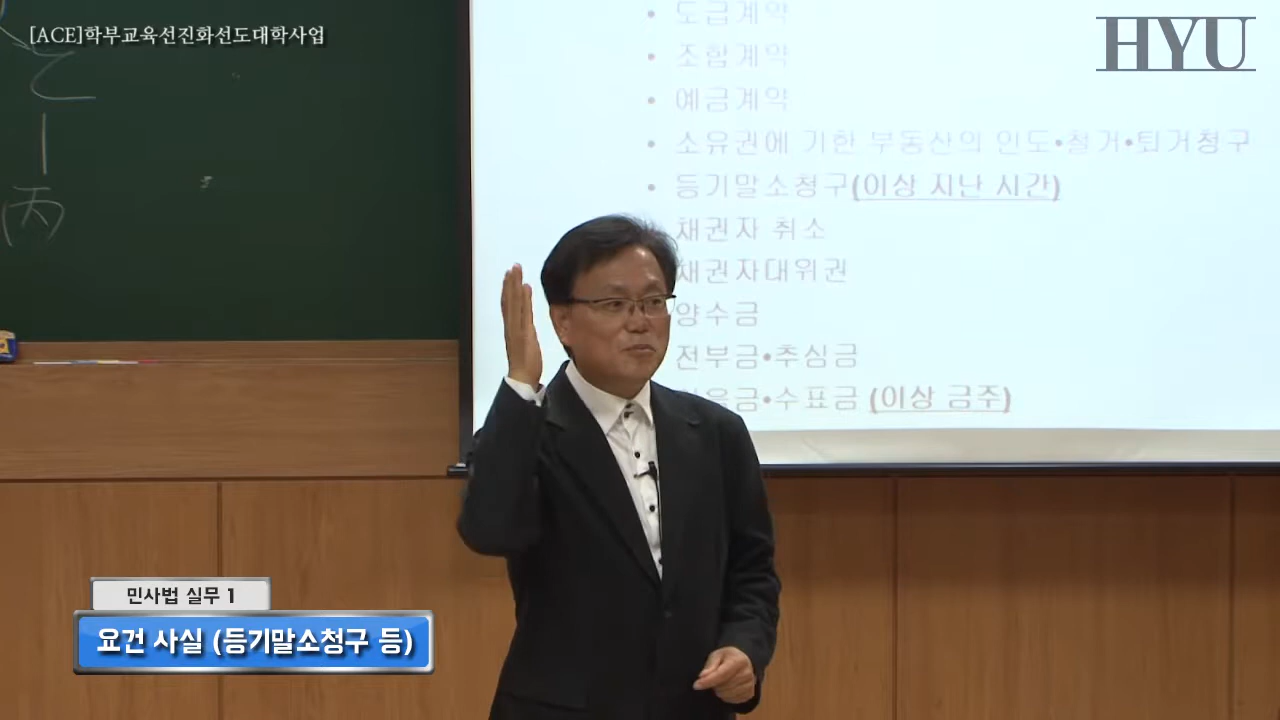 [ACE]학부교육선진화선도대학사업
HYU
乙
丙
• 도급계약
• 조합계약
• 예금계약
• 소유권에 기한 부동산의 인도•철거•퇴거청구
• 등기말소청구(이상 지난 시간)
채권자 취소
채권자대위권
양수금
전부금•추심금
음금•수표금 (이상 금주)
민사법 실무 1
요건 사실 (등기말소청구 등)